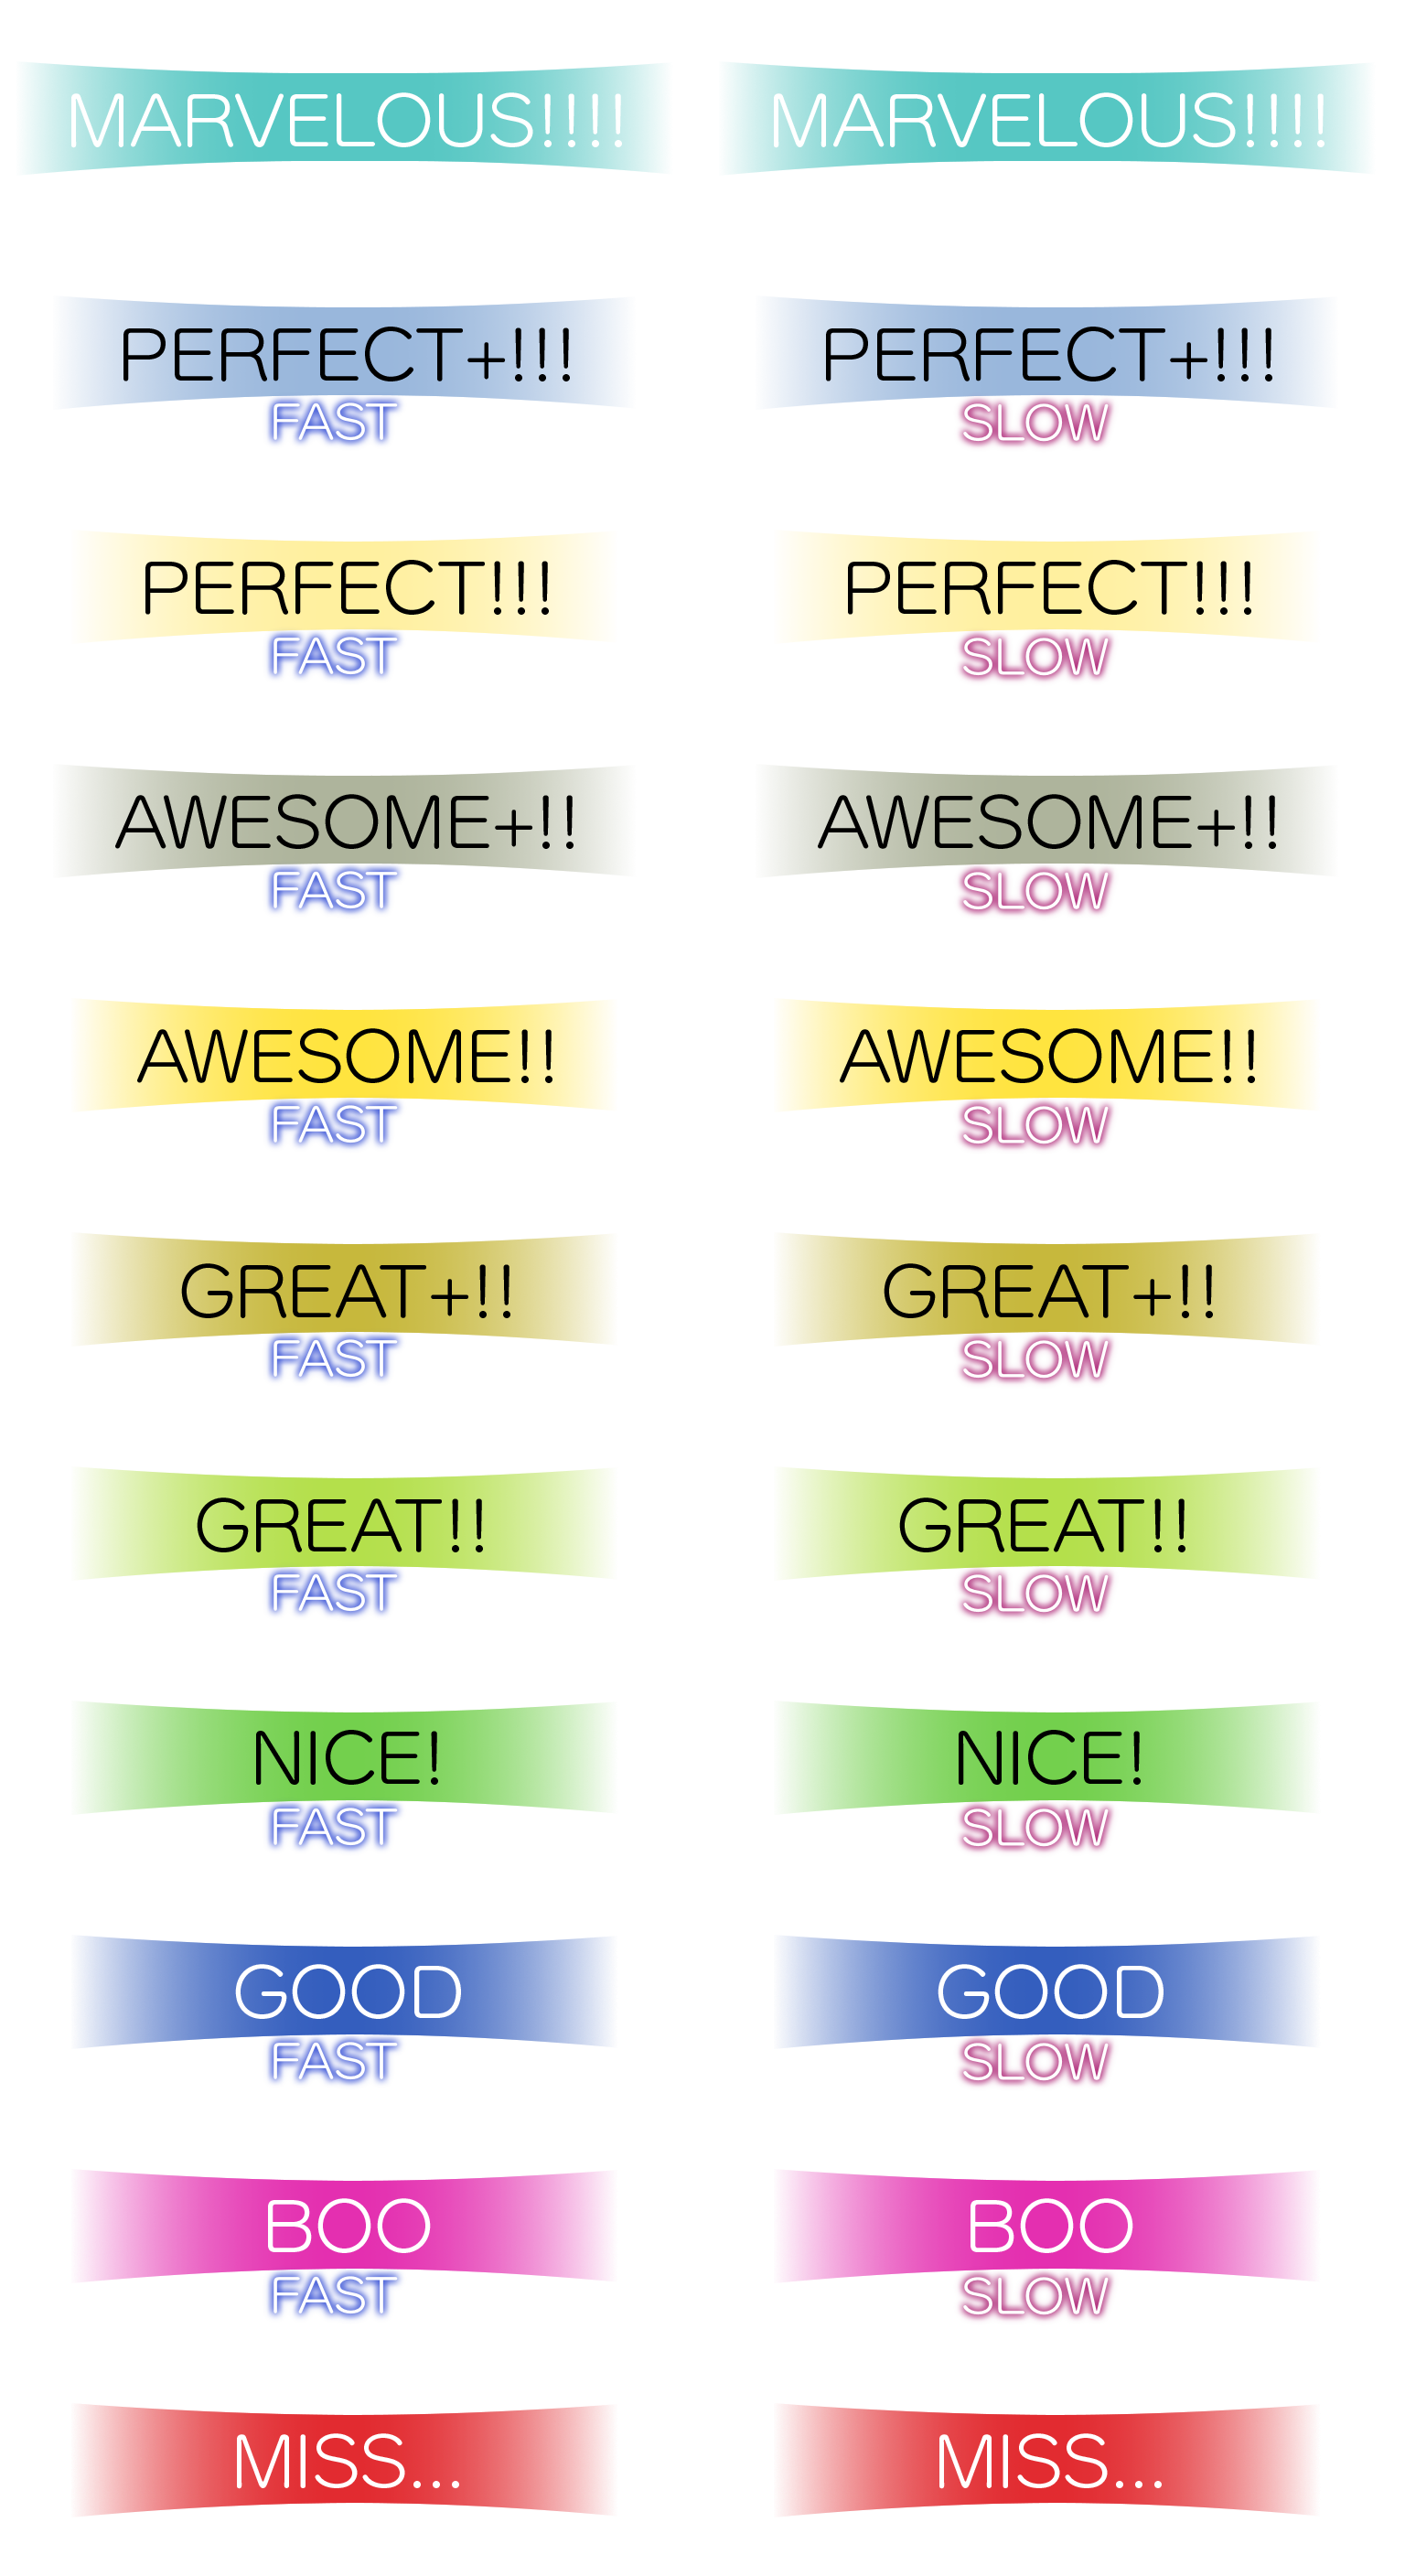 MARVELOUS!!!! MARVELOUS!!!!
PERFECT+!!! PERFECT+!!!
FAST SLOW
PERFECT!!! PERFECT!!!
FAST SLOW
AWESOME+!! AWESOME+!!
FAST SLOW
AWESOME!! AWESOME!!
FAST SLOW
GREAT+!! GREAT+!!
FAST SLOW
GREAT!! GREAT!!
FAST SLOW
NICE! NICE!
FAST SLOW
GOOD GOOD
FAST SLOW
BOO BOO
FAST SLOW
MISS... MISS...